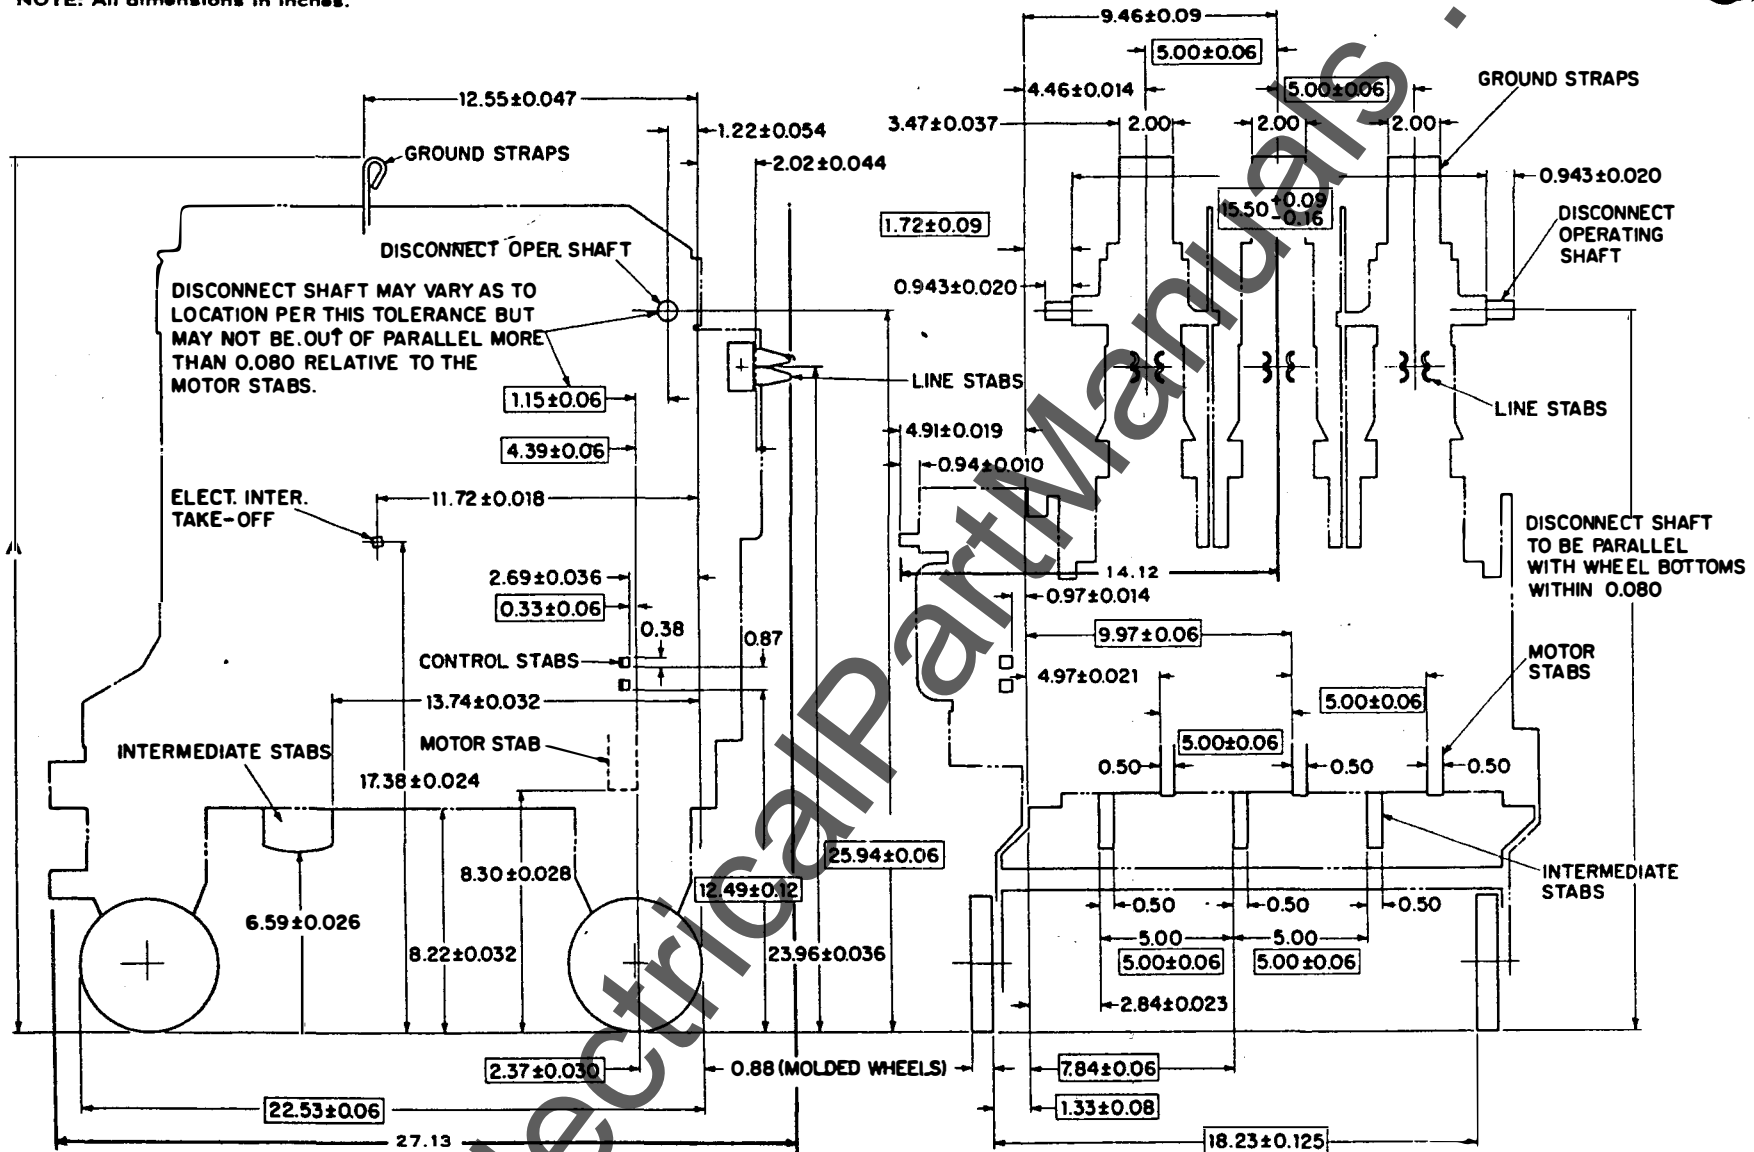 NOTE: All dimensions in inches.
9.46±0.09
5.00±0.06
12.55±0.047
4.46±0.014
5.00±0.06
GROUND STRAPS
1.22±0.054
3.47±0.037
2.00
2.00
2.00
GROUND STRAPS
2.02±0.044
0.943±0.020
15.50 +0.09
-0.16
1.72±0.09
DISCONNECT
OPERATING
SHAFT
DISCONNECT OPER. SHAFT
0.943±0.020
DISCONNECT SHAFT MAY VARY AS TO
LOCATION PER THIS TOLERANCE BUT
MAY NOT BE.OUT OF PARALLEL MORE
THAN 0.080 RELATIVE TO THE
MOTOR STABS.
LINE STABS
1.15±0.06
LINE STABS
4.91±0.019
4.39±0.06
0.94±0.010
ELECT. INTER.
TAKE-OFF
11.72±0.018
DISCONNECT SHAFT
TO BE PARALLEL
WITH WHEEL BOTTOMS
WITHIN 0.080
2.69±0.036
14.12
0.97±0.014
0.33±0.06
0.38
0.87
9.97±0.06
CONTROL STABS
4.97±0.021
MOTOR
STABS
13.74±0.032
5.00±0.06
INTERMEDIATE STABS
MOTOR STAB
5.00±0.06
17.38±0.024
0.50
0.50
0.50
25.94±0.06
8.30±0.028
12.49±0.12
INTERMEDIATE
STABS
6.59±0.026
0.50
0.50
0.50
8.22±0.032
23.96±0.036
5.00
5.00
5.00±0.06
5.00±0.06
2.84±0.023
2.37±0.030
0.88 (MOLDED WHEELS)
7.84±0.06
22.53±0.06
1.33±0.08
27.13
18.23±0.125
electricalPartManuals .